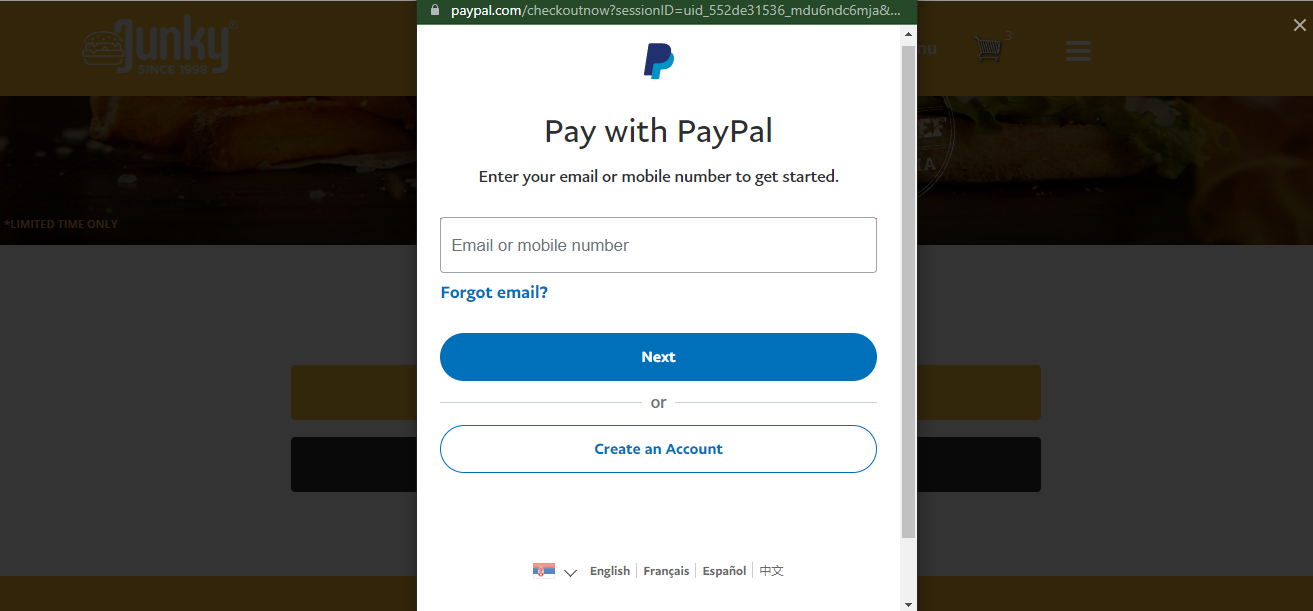 paypal.com/checkoutnow?sessionID=uid_552de31536_mdu6ndc6mja&...
Junky
SINCE 1998
nu
3
Pay with PayPal
Enter your email or mobile number to get started.
IA
*LIMITED TIME ONLY
Email or mobile number
Forgot email?
Next
or
Create an Account
English
Français
Español
中文